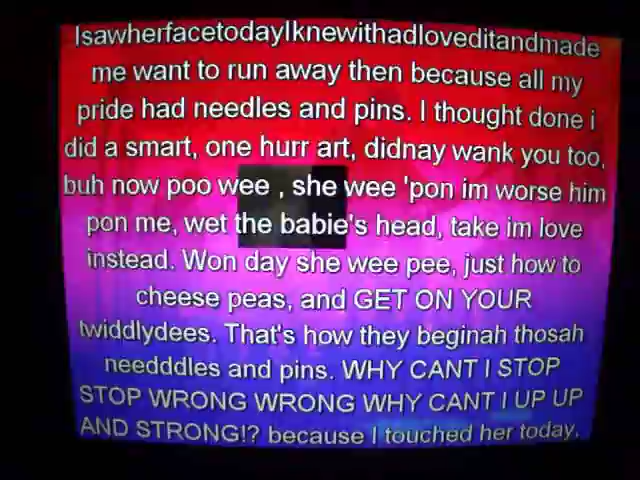 IsawherfacetodayIknewithadloveditandmade
me want to run away then because all my
pride had needles and pins. I thought done i
did a smart, one hurr art, didnay wank you too,
buh now poo wee , she wee 'pon im worse him
pon me, wet the babie's head, take im love
instead. Won day she wee pee, just how to
cheese peas, and GET ON YOUR
twiddlydees. That's how they beginah thosah
needddles and pins. WHY CANT I STOP
STOP WRONG WRONG WHY CANT I UP UP
AND STRONG!? because I touched her today.